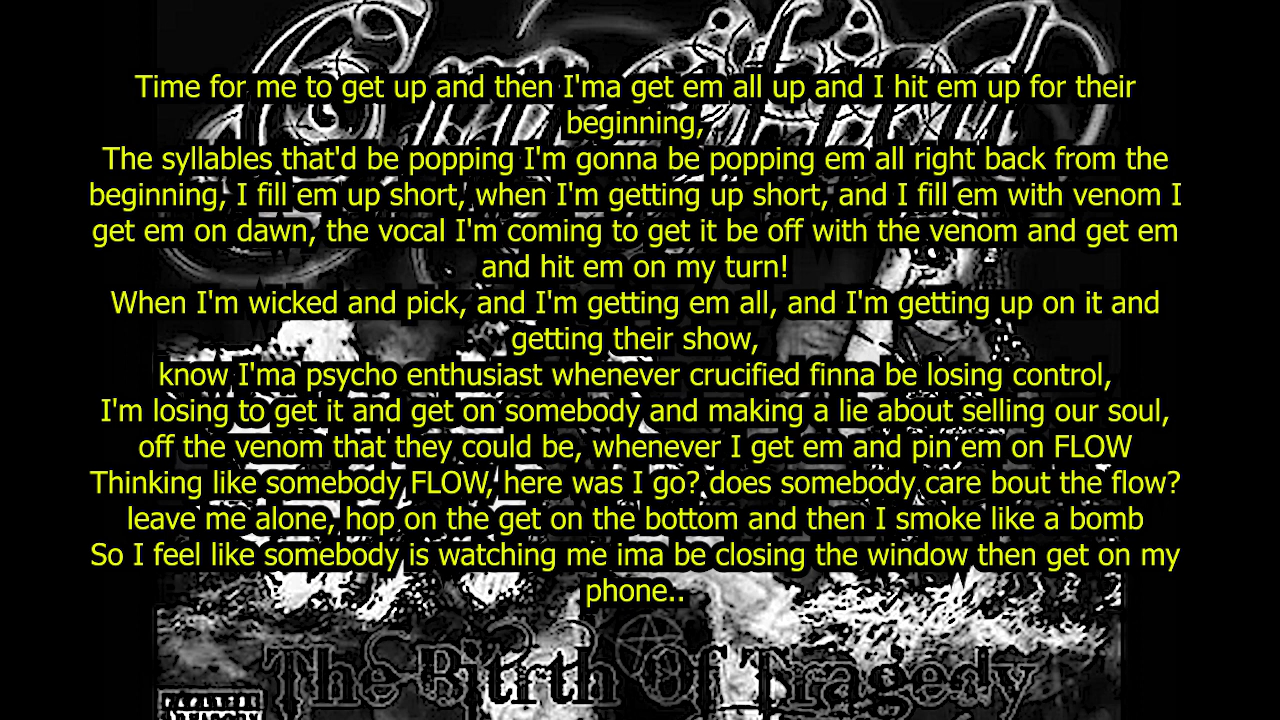 Time for me to get up and then I'ma get em all up and I hit em up for their
beginning,
The syllables that'd be popping I'm gonna be popping em all right back from the
beginning, I fill em up short, when I'm getting up short, and I fill em with venom I
get em on dawn, the vocal I'm coming to get it be off with the venom and get em
and hit em on my turn!
When I'm wicked and pick, and I'm getting em all, and I'm getting up on it and
getting their show,
know I'ma psycho enthusiast whenever crucified finna be losing control,
I'm losing to get it and get on somebody and making a lie about selling our soul,
off the venom that they could be, whenever I get em and pin em on FLOW
Thinking like somebody FLOW, here was I go? does somebody care bout the flow?
leave me alone, hop on the get on the bottom and then I smoke like a bomb
So I feel like somebody is watching me ima be closing the window then get on my
phone..
The Bitrth Of Tragedy